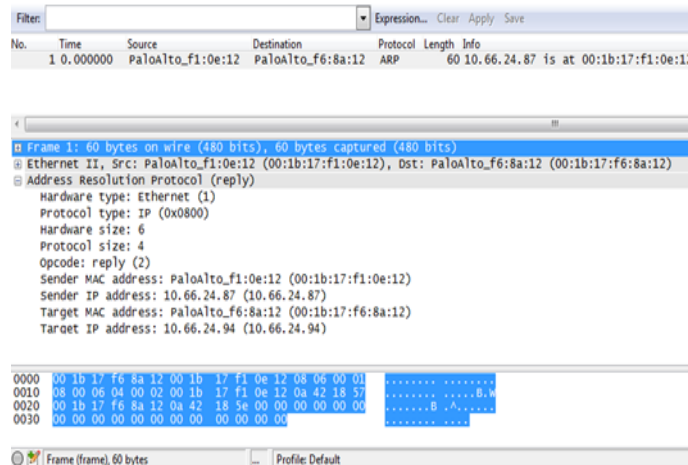 Filter: Expression... Clear Apply Save
No. Time Source Destination Protocol Length Info
1 0.000000 PaloAlto_f1:0e:12 PaloAlto_f6:8a:12 ARP 60 10.66.24.87 is at 00:1b:17:f1:0e:12
Frame 1: 60 bytes on wire (480 bits), 60 bytes captured (480 bits)
Ethernet II, Src: PaloAlto_f1:0e:12 (00:1b:17:f1:0e:12), Dst: PaloAlto_f6:8a:12 (00:1b:17:f6:8a:12)
Address Resolution Protocol (reply)
Hardware type: Ethernet (1)
Protocol type: IP (0x0800)
Hardware size: 6
Protocol size: 4
Opcode: reply (2)
Sender MAC address: PaloAlto_f1:0e:12 (00:1b:17:f1:0e:12)
Sender IP address: 10.66.24.87 (10.66.24.87)
Target MAC address: PaloAlto_f6:8a:12 (00:1b:17:f6:8a:12)
Target IP address: 10.66.24.94 (10.66.24.94)
0000 00 1b 17 f6 8a 12 00 1b 17 f1 0e 12 08 06 00 01 ........ ........
0010 08 00 06 04 00 02 00 1b 17 f1 0e 12 0a 42 18 57 ........ .....B.W
0020 00 1b 17 f6 8a 12 0a 42 18 5e 00 00 00 00 00 00 .......B .^......
0030 00 00 00 00 00 00 00 00 00 00 00 00 ........ ....
Frame (frame), 60 bytes ... Profile: Default